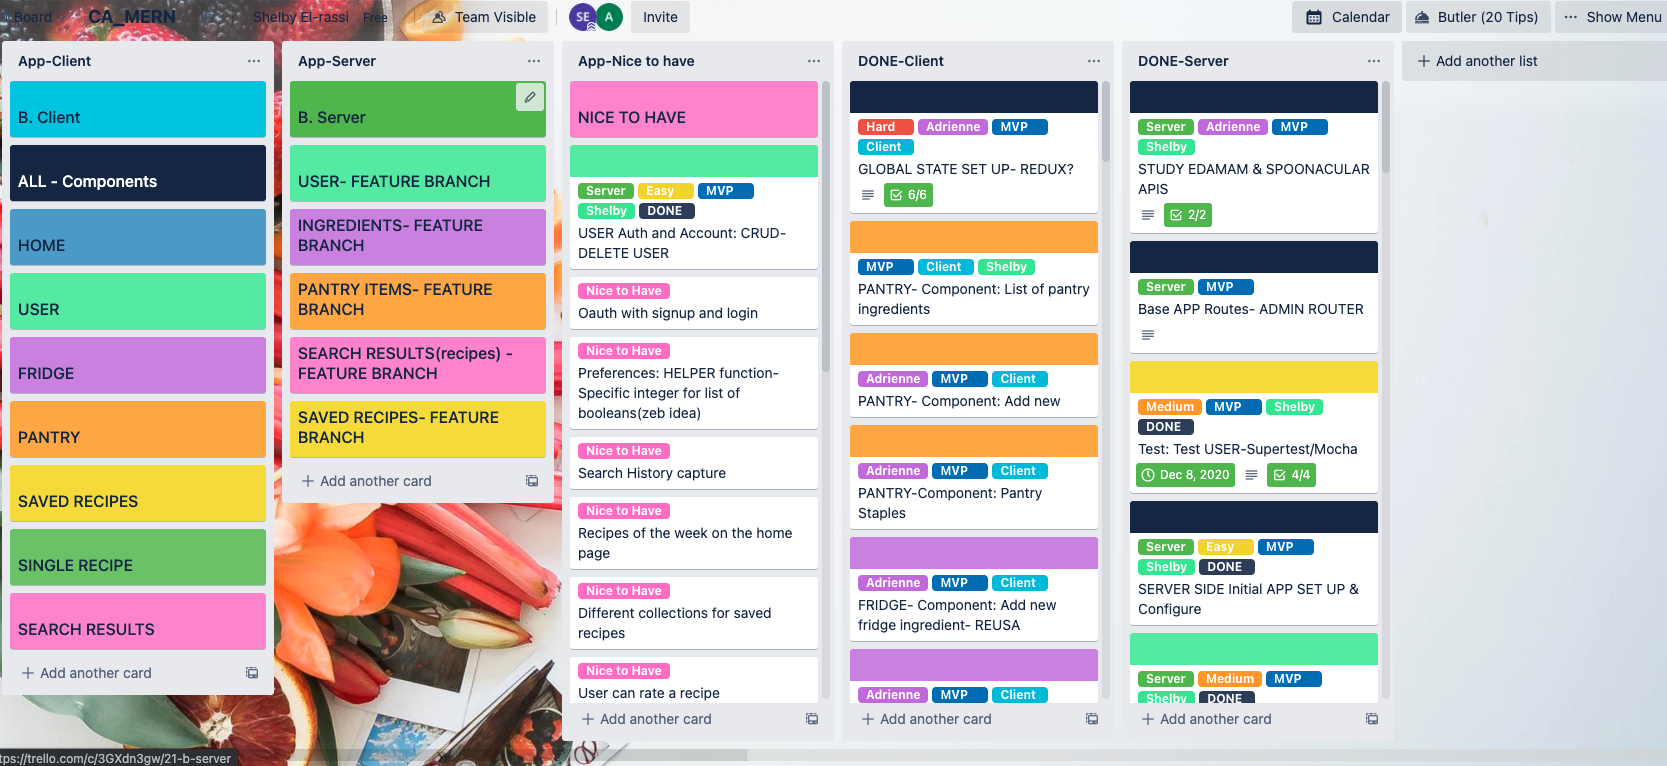 Board
CA_MERN
Shelby El-rassi
Free
Team Visible
SE
A
Invite
Calendar
Butler (20 Tips)
Show Menu
App-Client
B. Client
ALL - Components
HOME
USER
FRIDGE
PANTRY
SAVED RECIPES
SINGLE RECIPE
SEARCH RESULTS
Add another card
App-Server
B. Server
USER- FEATURE BRANCH
INGREDIENTS- FEATURE
BRANCH
PANTRY ITEMS- FEATURE
BRANCH
SEARCH RESULTS(recipes) -
FEATURE BRANCH
SAVED RECIPES- FEATURE
BRANCH
Add another card
App-Nice to have
NICE TO HAVE
Server Easy MVP
Shelby DONE
USER Auth and Account: CRUD-
DELETE USER
Nice to Have
Oauth with signup and login
Nice to Have
Preferences: HELPER function-
Specific integer for list of
booleans(zeb idea)
Nice to Have
Search History capture
Nice to Have
Recipes of the week on the home
page
Nice to Have
Different collections for saved
recipes
Nice to Have
User can rate a recipe
Add another card
DONE-Client
Hard Adrienne MVP
Client
GLOBAL STATE SET UP- REDUX?
6/6
MVP Client Shelby
PANTRY- Component: List of pantry
ingredients
Adrienne MVP Client
PANTRY- Component: Add new
Adrienne MVP Client
PANTRY-Component: Pantry
Staples
Adrienne MVP Client
FRIDGE- Component: Add new
fridge ingredient- REUSA
Adrienne MVP Client
Add another card
DONE-Server
Server Adrienne MVP
Shelby
STUDY EDAMAM & SPOONACULAR
APIS
2/2
Server MVP
Base APP Routes- ADMIN ROUTER
Medium MVP Shelby
DONE
Test: Test USER-Supertest/Mocha
Dec 8, 2020 4/4
Server Easy MVP
Shelby DONE
SERVER SIDE Initial APP SET UP &
Configure
Server Medium MVP
Shelby DONE
Add another card
Add another list
tps://trello.com/c/3GXdn3gw/21-b-server